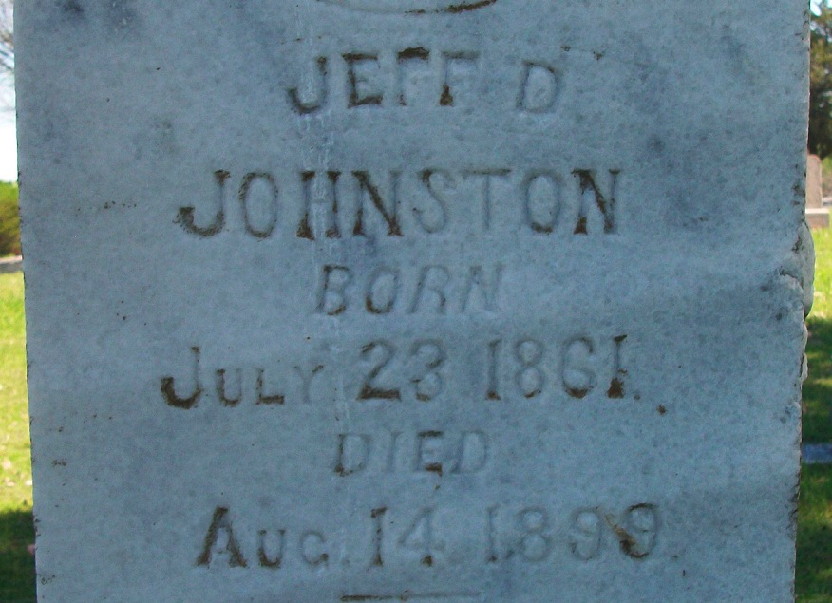 JEFF D
JOHNSTON
BORN
JULY 23 1861.
DIED
AUG. 14. 1899.